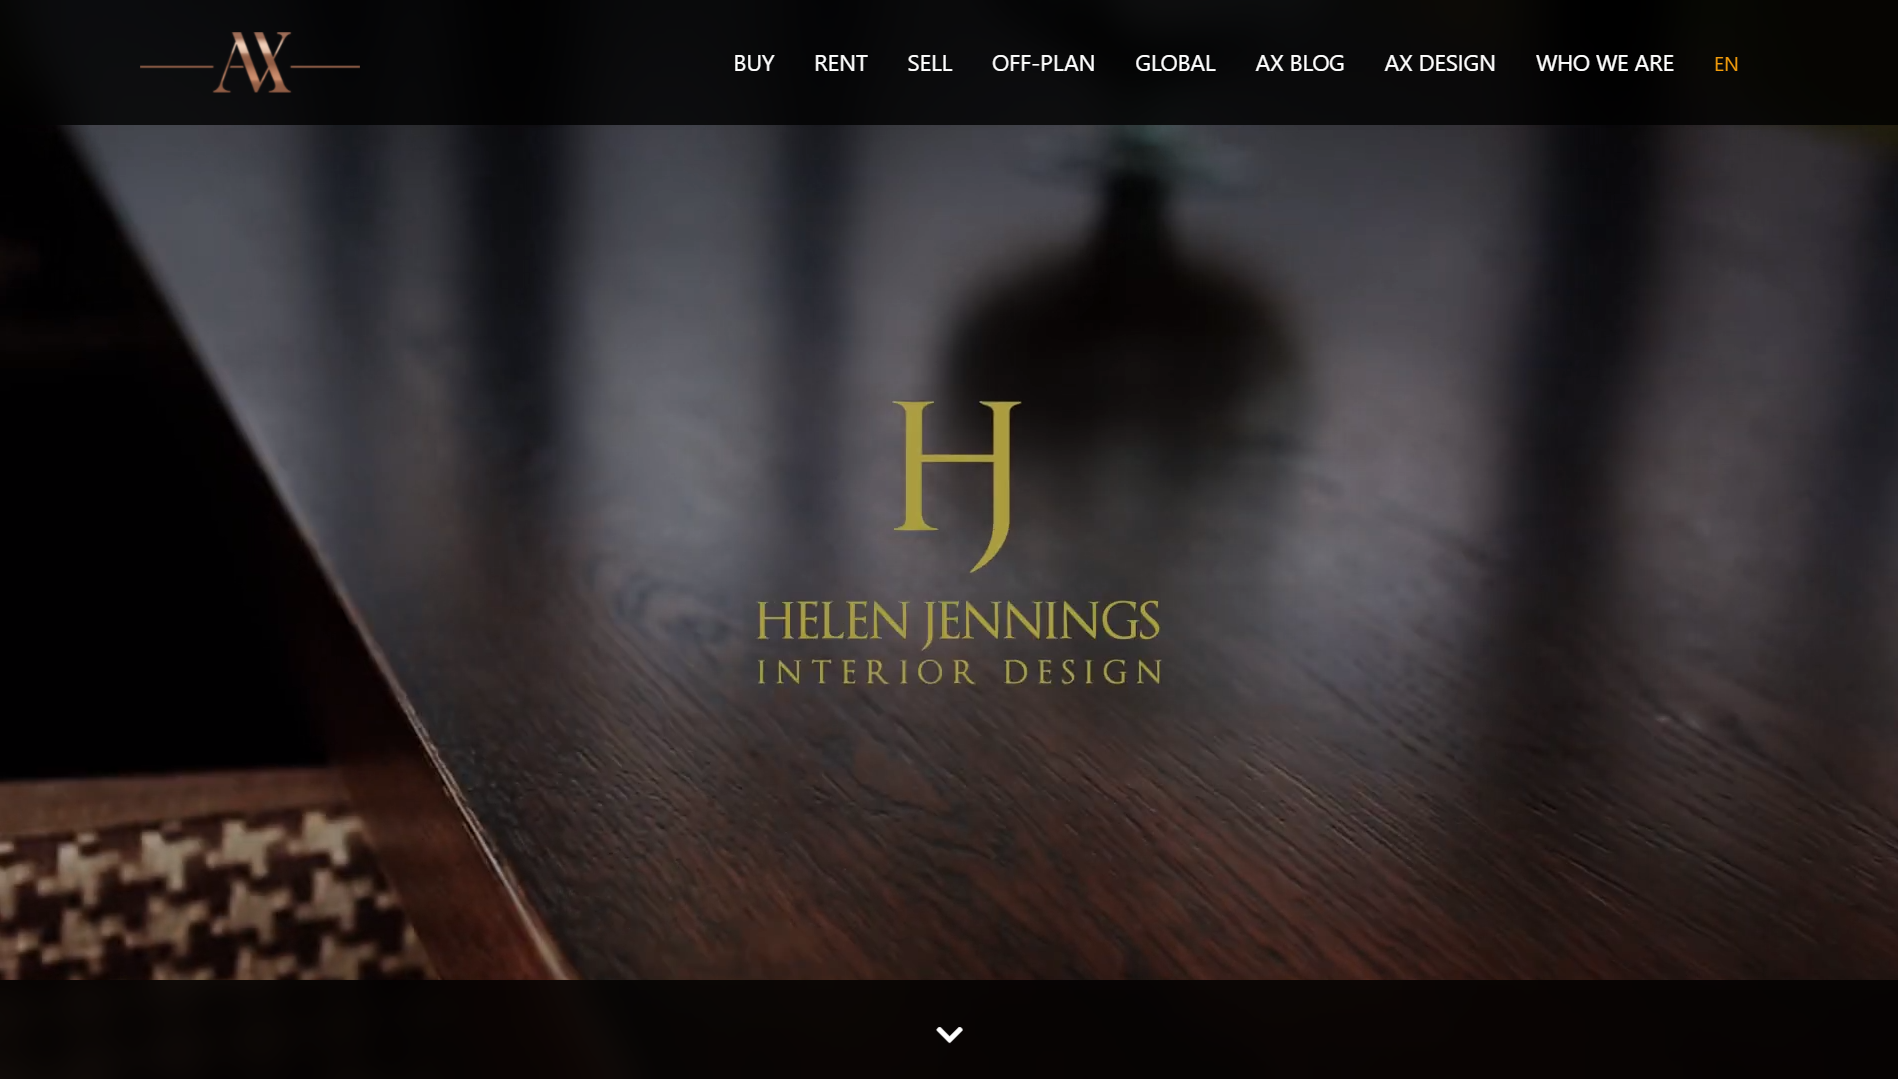 AX
BUY RENT SELL OFF-PLAN GLOBAL AX BLOG AX DESIGN WHO WE ARE EN
HJ
HELEN JENNINGS
INTERIOR DESIGN